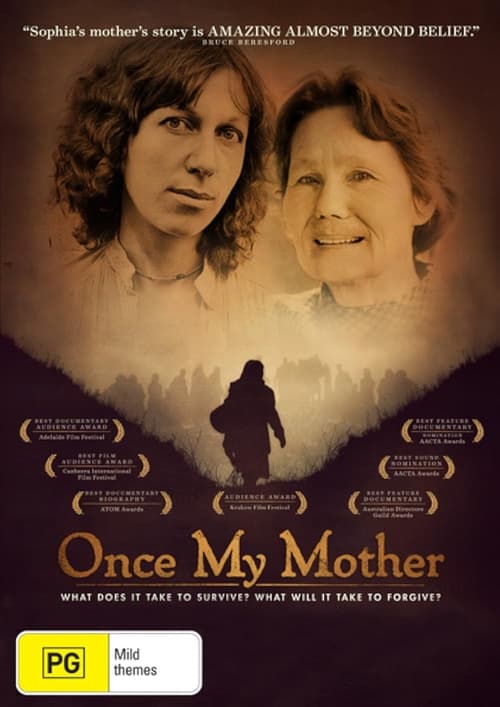 “Sophia’s mother’s story is AMAZING ALMOST BEYOND BELIEF.”
BRUCE BERESFORD
BEST DOCUMENTARY
AUDIENCE AWARD
Adelaide Film Festival
BEST FILM
AUDIENCE AWARD
Canberra International
Film Festival
BEST DOCUMENTARY
BIOGRAPHY
ATOM Awards
AUDIENCE AWARD
Krakow Film Festival
BEST FEATURE
DOCUMENTARY
NOMINATION
AACTA Awards
BEST SOUND
NOMINATION
AACTA Awards
BEST FEATURE
DOCUMENTARY
Australian Directors
Guild Awards
Once My Mother
WHAT DOES IT TAKE TO SURVIVE? WHAT WILL IT TAKE TO FORGIVE?
PG
Mild
themes